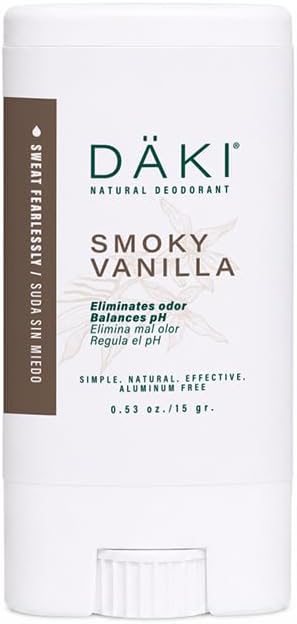 DÄKI®
NATURAL DEODORANT
SMOKY
VANILLA
Eliminates odor
Balances pH
Elimina mal olor
Regula el pH
SIMPLE. NATURAL. EFFECTIVE.
ALUMINUM FREE
0.53 oz./15 gr.
SWEAT FEARLESSLY / SUDA SIN MIEDO